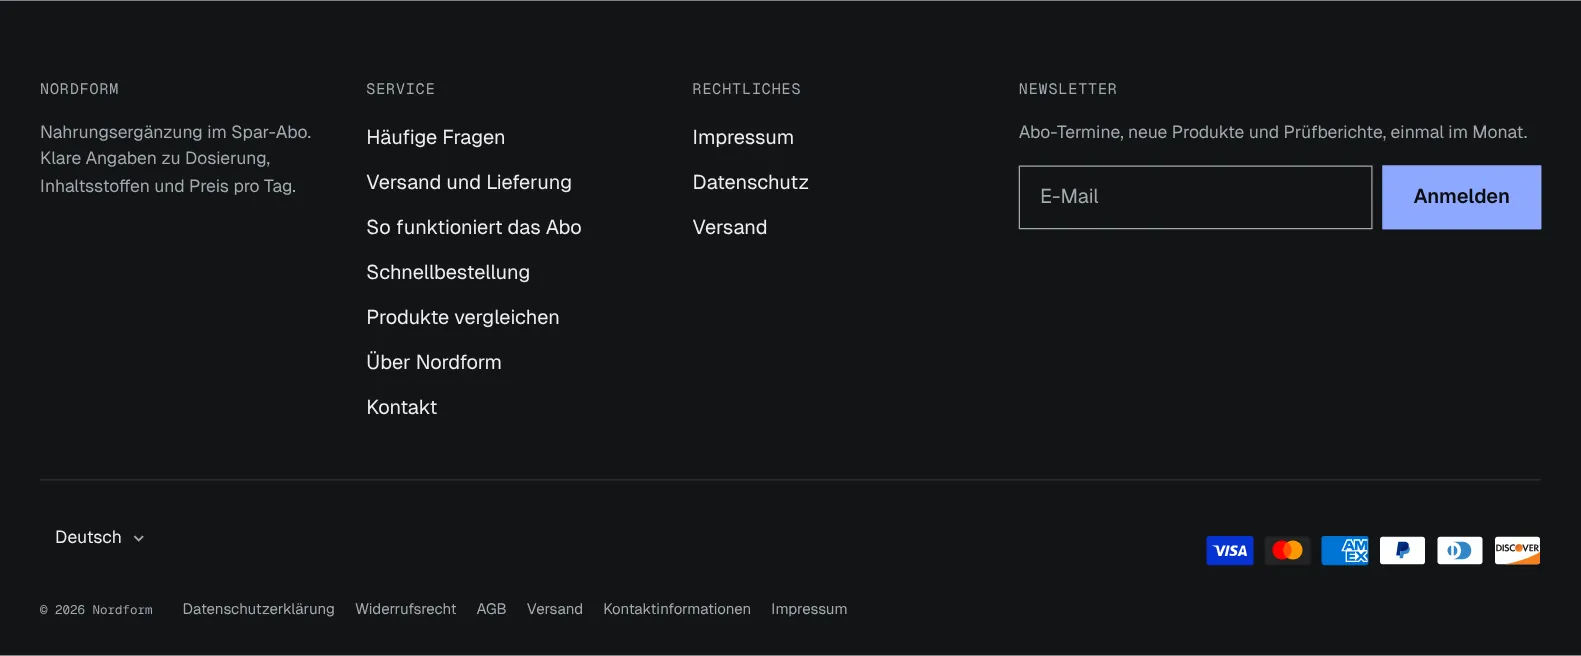 NORDFORM
Nahrungsergänzung im Spar-Abo.
Klare Angaben zu Dosierung,
Inhaltsstoffen und Preis pro Tag.
SERVICE
Häufige Fragen
Versand und Lieferung
So funktioniert das Abo
Schnellbestellung
Produkte vergleichen
Über Nordform
Kontakt
RECHTLICHES
Impressum
Datenschutz
Versand
NEWSLETTER
Abo-Termine, neue Produkte und Prüfberichte, einmal im Monat.
E-Mail
Anmelden
Deutsch
VISA
AM
EX
DISCOVER
© 2026 Nordform
Datenschutzerklärung
Widerrufsrecht
AGB
Versand
Kontaktinformationen
Impressum